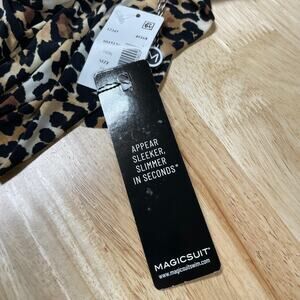 APPEAR
SLEEKER,
SLIMMER
IN SECONDS*
MAGICSUIT®
www.magicsuitswim.com